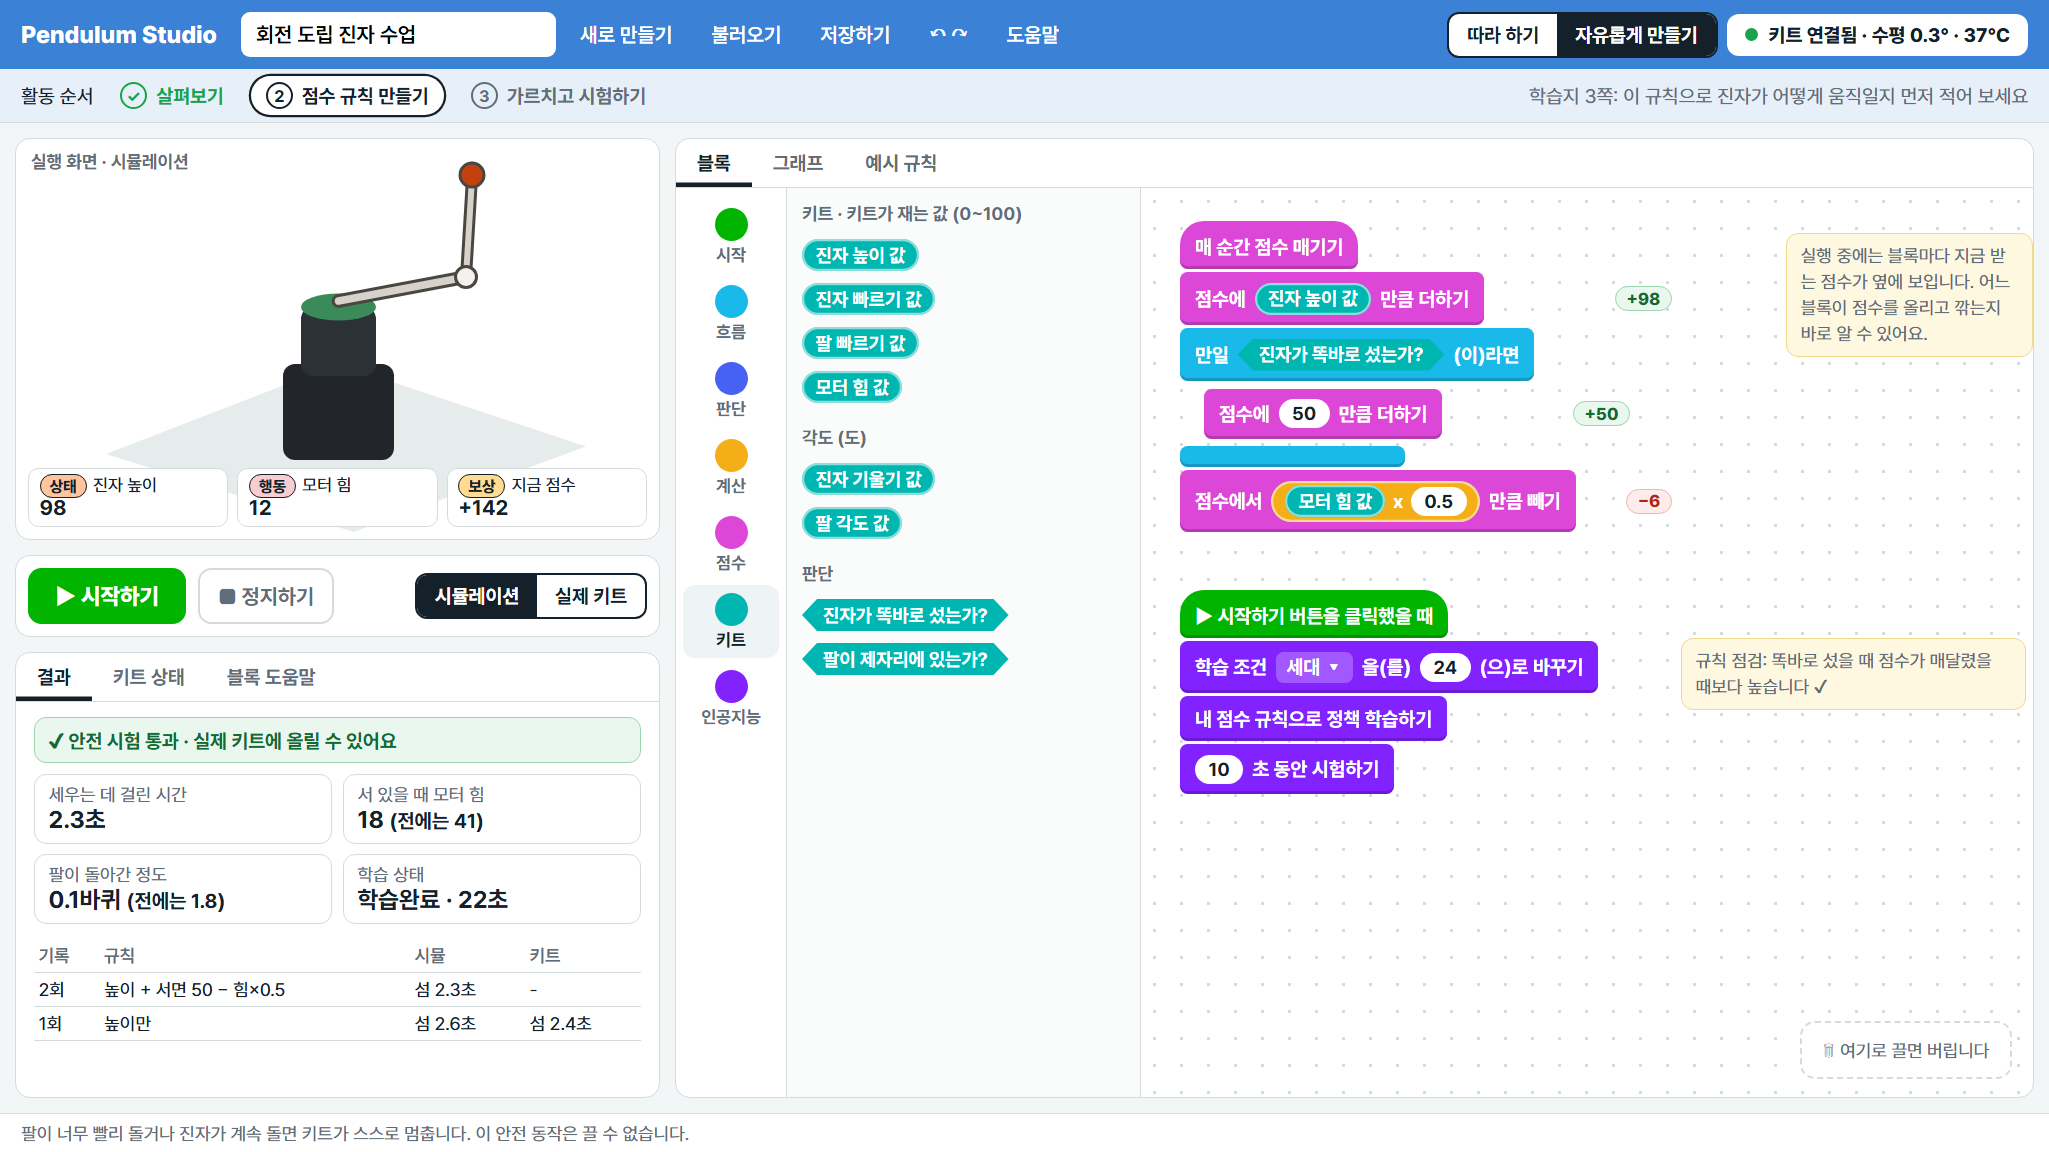 Pendulum Studio
회전 도립 진자 수업
새로 만들기
불러오기
저장하기
도움말
따라 하기
자유롭게 만들기
키트 연결됨 · 수평 0.3° · 37°C
활동 순서
살펴보기
2 점수 규칙 만들기
3 가르치고 시험하기
학습지 3쪽: 이 규칙으로 진자가 어떻게 움직일지 먼저 적어 보세요
실행 화면 · 시뮬레이션
상태 진자 높이
98
행동 모터 힘
12
보상 지금 점수
+142
▶ 시작하기
■ 정지하기
시뮬레이션
실제 키트
결과
키트 상태
블록 도움말
✓ 안전 시험 통과 · 실제 키트에 올릴 수 있어요
세우는 데 걸린 시간
2.3초
서 있을 때 모터 힘
18 (전에는 41)
팔이 돌아간 정도
0.1바퀴 (전에는 1.8)
학습 상태
학습완료 · 22초
기록 규칙 시뮬 키트
2회 높이 + 서면 50 − 힘×0.5 섬 2.3초 -
1회 높이만 섬 2.6초 섬 2.4초
블록
그래프
예시 규칙
시작
흐름
판단
계산
점수
키트
인공지능
키트 · 키트가 재는 값 (0~100)
진자 높이 값
진자 빠르기 값
팔 빠르기 값
모터 힘 값
각도 (도)
진자 기울기 값
팔 각도 값
판단
진자가 똑바로 섰는가?
팔이 제자리에 있는가?
매 순간 점수 매기기
점수에 진자 높이 값 만큼 더하기
+98
만일 진자가 똑바로 섰는가? (이)라면
점수에 50 만큼 더하기
+50
점수에서 모터 힘 값 x 0.5 만큼 빼기
−6
실행 중에는 블록마다 지금 받
는 점수가 옆에 보입니다. 어느
블록이 점수를 올리고 깎는지
바로 알 수 있어요.
▶ 시작하기 버튼을 클릭했을 때
학습 조건 세대 ▼ 을(를) 24 (으)로 바꾸기
내 점수 규칙으로 정책 학습하기
10 초 동안 시험하기
규칙 점검: 똑바로 섰을 때 점수가 매달렸을
때보다 높습니다 ✓
여기로 끌면 버립니다
팔이 너무 빨리 돌거나 진자가 계속 돌면 키트가 스스로 멈춥니다. 이 안전 동작은 끌 수 없습니다.